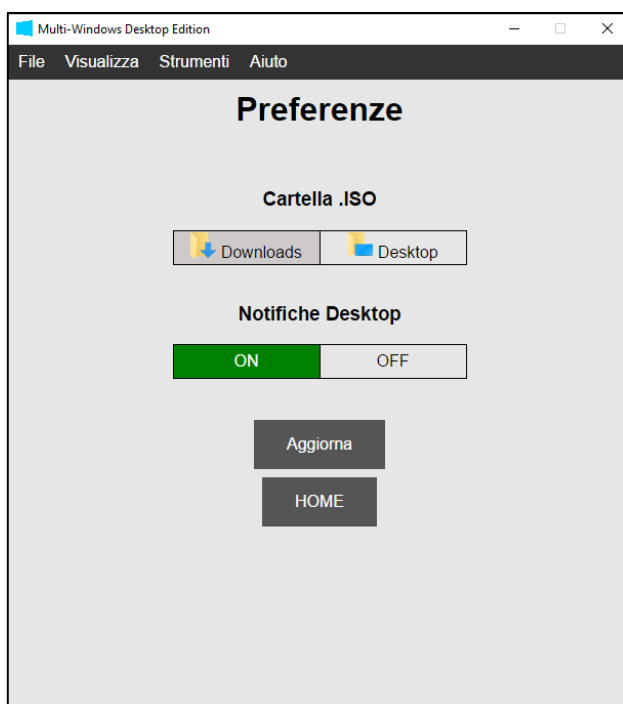 Multi-Windows Desktop Edition
File Visualizza Strumenti Aiuto
Preferenze
Cartella .ISO
Downloads Desktop
Notifiche Desktop
ON OFF
Aggiorna
HOME